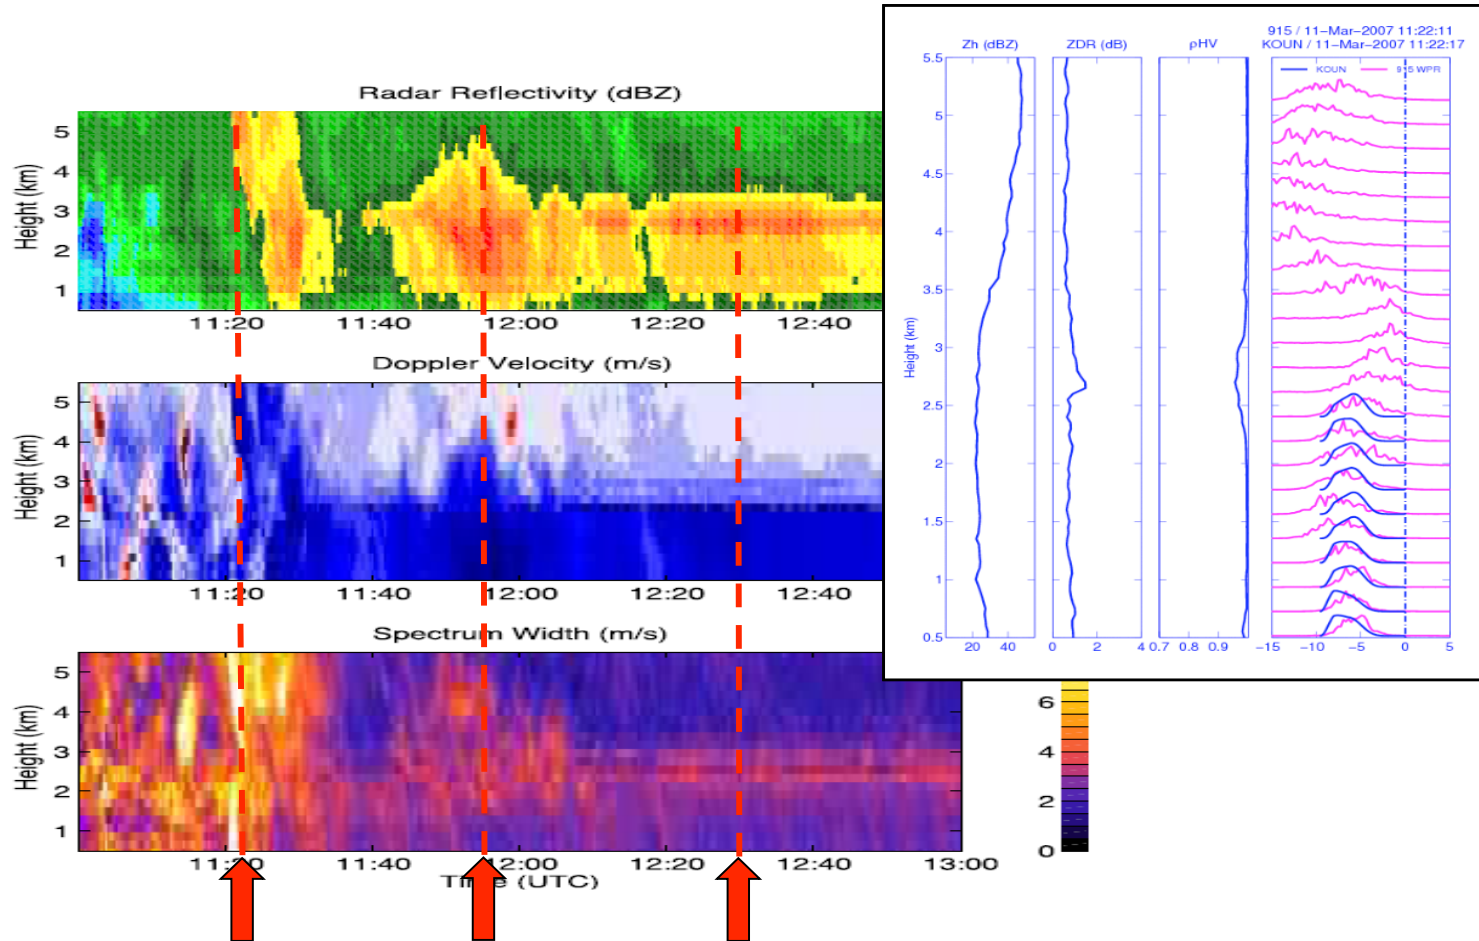 Radar Reflectivity (dBZ)
Height (km)
5
4
3
2
1
11:20 11:40 12:00 12:20 12:40
Doppler Velocity (m/s)
Height (km)
5
4
3
2
1
11:20 11:40 12:00 12:20 12:40
Spectrum Width (m/s)
Height (km)
5
4
3
2
1
11:40 12:20 12:40 13:00
(UTC)
6
4
2
0
915 / 11-Mar-2007 11:22:11
KOUN / 11-Mar-2007 11:22:17
Zh (dBZ) ZDR (dB) ρHV
KOUN 915 WPR
Height (km)
5.5
5
4.5
4
3.5
3
2.5
2
1.5
1
0.5
20 40 0 2 4 0.7 0.8 0.9 -15 -10 -5 0 5